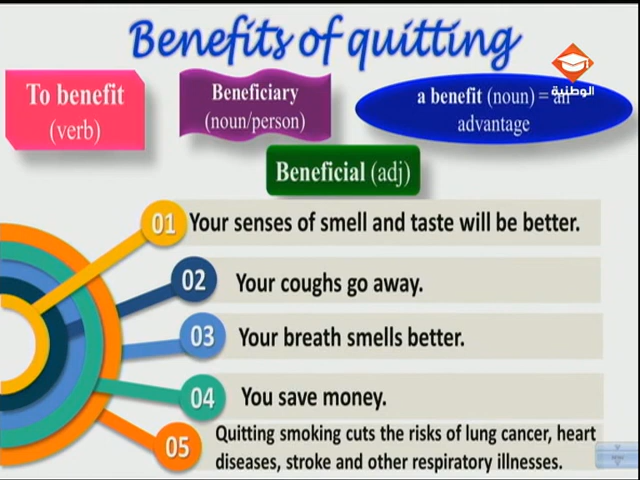 Benefits of quitting
To benefit
(verb)
Beneficiary
(noun/person)
a benefit (noun) = an
advantage
الوطنية
Beneficial (adj)
01 Your senses of smell and taste will be better.
02 Your coughs go away.
03 Your breath smells better.
04 You save money.
05 Quitting smoking cuts the risks of lung cancer, heart
diseases, stroke and other respiratory illnesses.